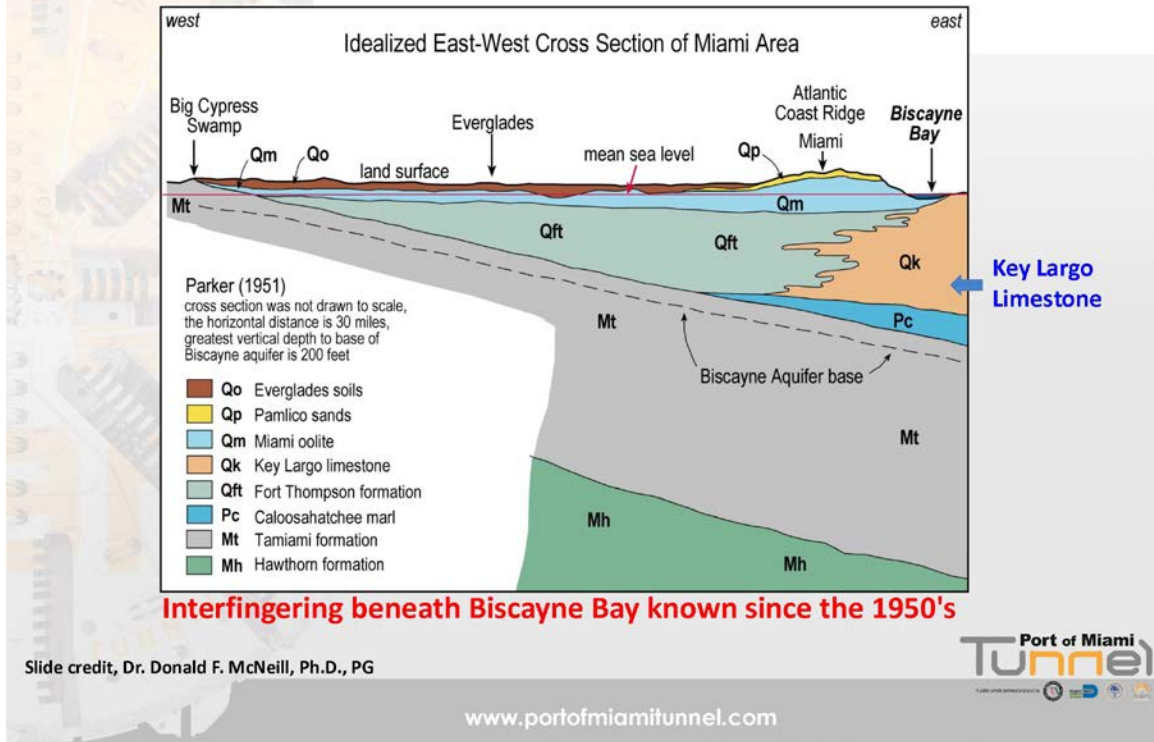 west
east
Idealized East-West Cross Section of Miami Area
Big Cypress
Swamp
Everglades
Atlantic
Coast Ridge
Miami
Biscayne
Bay
Qm
Qo
land surface
mean sea level
Qp
Mt
Qm
Qft
Qft
Qk
Key Largo
Limestone
Parker (1951)
cross section was not drawn to scale,
the horizontal distance is 30 miles,
greatest vertical depth to base of
Biscayne aquifer is 200 feet
Mt
Pc
Biscayne Aquifer base
Mt
Qo Everglades soils
Qp Pamlico sands
Qm Miami oolite
Qk Key Largo limestone
Qft Fort Thompson formation
Pc Caloosahatchee marl
Mt Tamiami formation
Mh Hawthorn formation
Mh
Mh
Interfingering beneath Biscayne Bay known since the 1950's
Slide credit, Dr. Donald F. McNeill, Ph.D., PG
Port of Miami
Tunnel
www.portofmiamitunnel.com